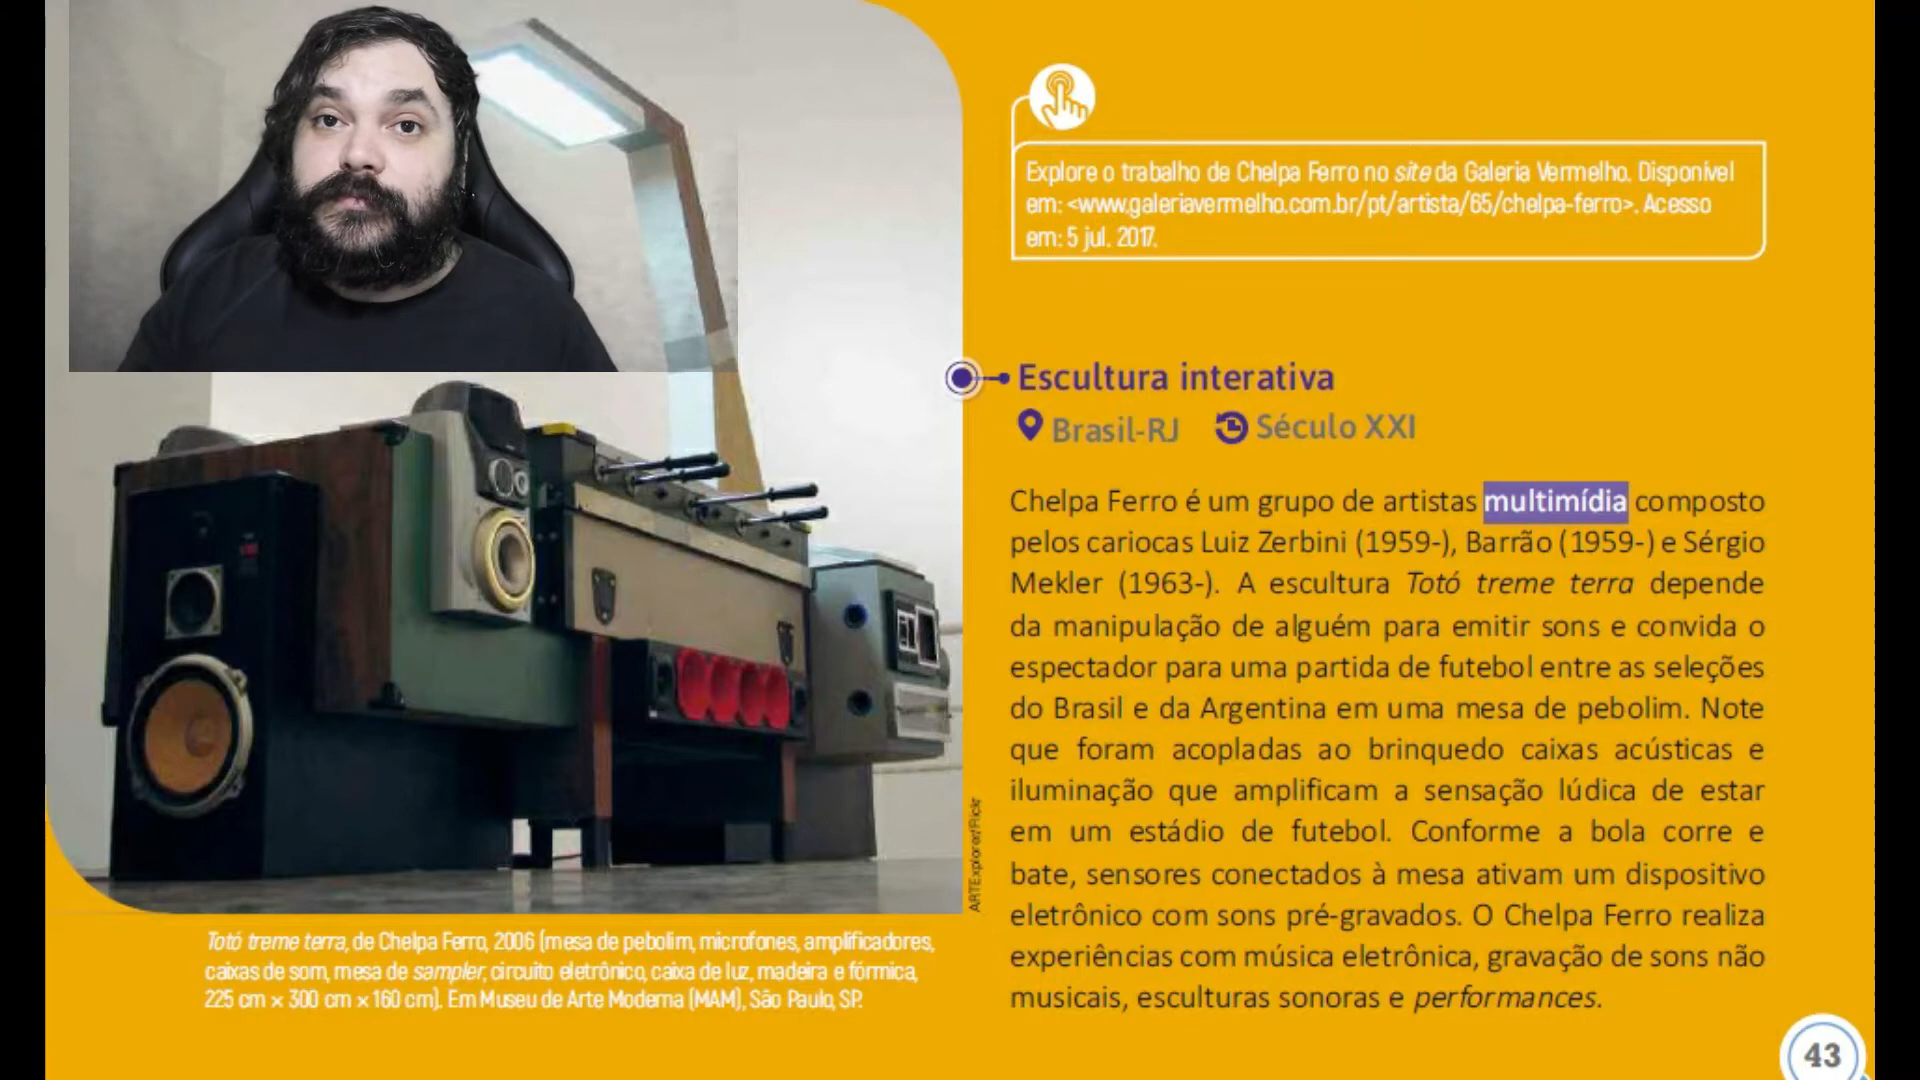 Explore o trabalho de Chelpa Ferro no site da Galeria Vermelho. Disponível
em: <www.galeriavermelho.com.br/pt/artista/65/chelpa-ferro>. Acesso
em: 5 jul. 2017.
Escultura interativa
Brasil-RJ Século XXI
Chelpa Ferro é um grupo de artistas multimídia composto
pelos cariocas Luiz Zerbini (1959-), Barrão (1959-) e Sérgio
Mekler (1963-). A escultura Totó treme terra depende
da manipulação de alguém para emitir sons e convida o
espectador para uma partida de futebol entre as seleções
do Brasil e da Argentina em uma mesa de pebolim. Note
que foram acopladas ao brinquedo caixas acústicas e
iluminação que amplificam a sensação lúdica de estar
em um estádio de futebol. Conforme a bola corre e
bate, sensores conectados à mesa ativam um dispositivo
eletrônico com sons pré-gravados. O Chelpa Ferro realiza
experiências com música eletrônica, gravação de sons não
musicais, esculturas sonoras e performances.
ARTExplorer/Flickr
Totó treme terra, de Chelpa Ferro, 2006 (mesa de pebolim, microfones, amplificadores,
caixas de som, mesa de sampler, circuito eletrônico, caixa de luz, madeira e fórmica,
225 cm × 300 cm × 160 cm). Em Museu de Arte Moderna (MAM), São Paulo, SP.
43